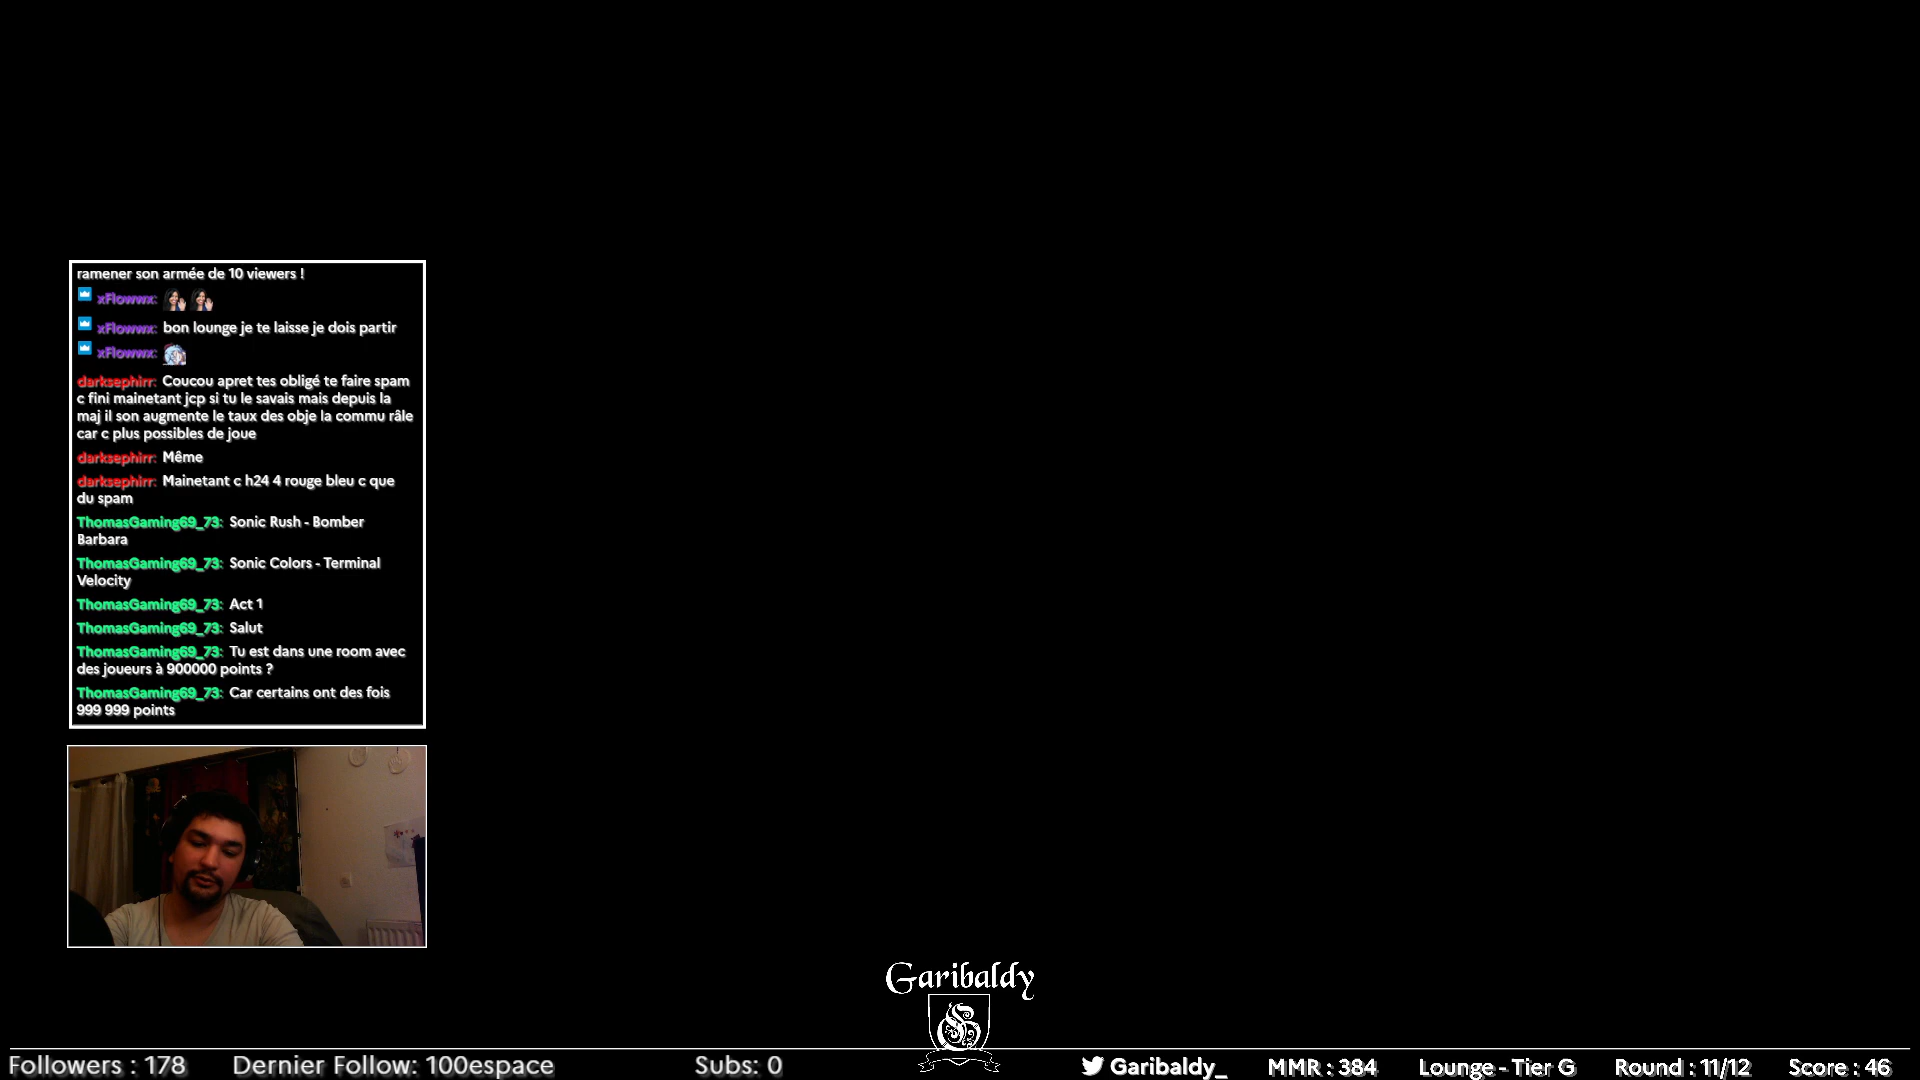 ramener son armée de 10 viewers !
xFlowwx:
xFlowwx: bon lounge je te laisse je dois partir
xFlowwx:
darksephirr: Coucou apret tes obligé te faire spam
c fini mainetant jcp si tu le savais mais depuis la
maj il son augmente le taux des obje la commu râle
car c plus possibles de joue
darksephirr: Même
darksephirr: Mainetant c h24 4 rouge bleu c que
du spam
ThomasGaming69_73: Sonic Rush - Bomber
Barbara
ThomasGaming69_73: Sonic Colors - Terminal
Velocity
ThomasGaming69_73: Act 1
ThomasGaming69_73: Salut
ThomasGaming69_73: Tu est dans une room avec
des joueurs à 900000 points ?
ThomasGaming69_73: Car certains ont des fois
999 999 points
Garibaldy
Followers : 178 Dernier Follow: 100espace Subs: 0 Garibaldy_ MMR : 384 Lounge - Tier G Round : 11/12 Score : 46